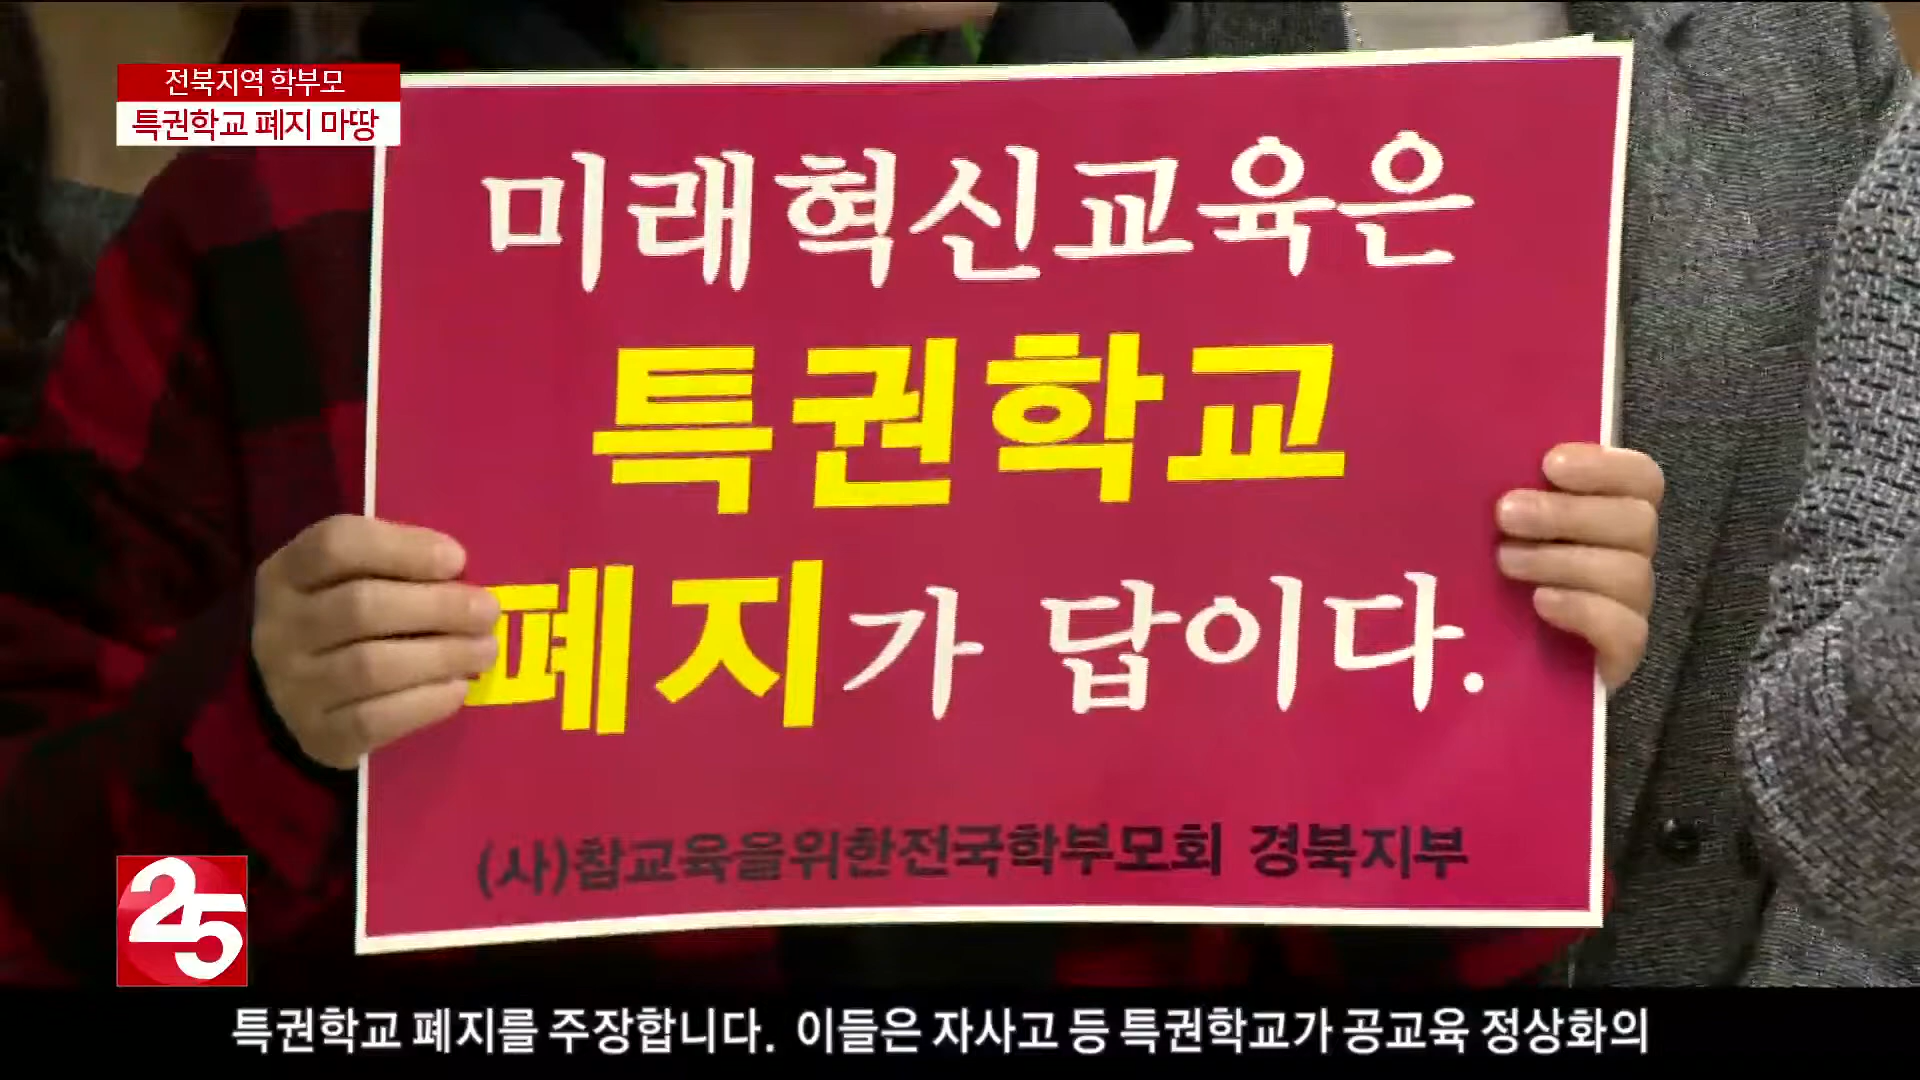 전북지역 학부모
특권학교 폐지 마땅
미래혁신교육은
특권학교
폐지가 답이다.
(사)참교육을위한전국학부모회 경북지부
25
특권학교 폐지를 주장합니다. 이들은 자사고 등 특권학교가 공교육 정상화의